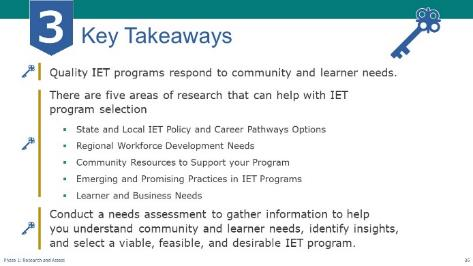 3 Key Takeaways
Quality IET programs respond to community and learner needs.
There are five areas of research that can help with IET
program selection
▪ State and Local IET Policy and Career Pathways Options
▪ Regional Workforce Development Needs
▪ Community Resources to Support your Program
▪ Emerging and Promising Practices in IET Programs
▪ Learner and Business Needs
Conduct a needs assessment to gather information to help
you understand community and learner needs, identify insights,
and select a viable, feasible, and desirable IET program.
Phase 1: Research and Assess